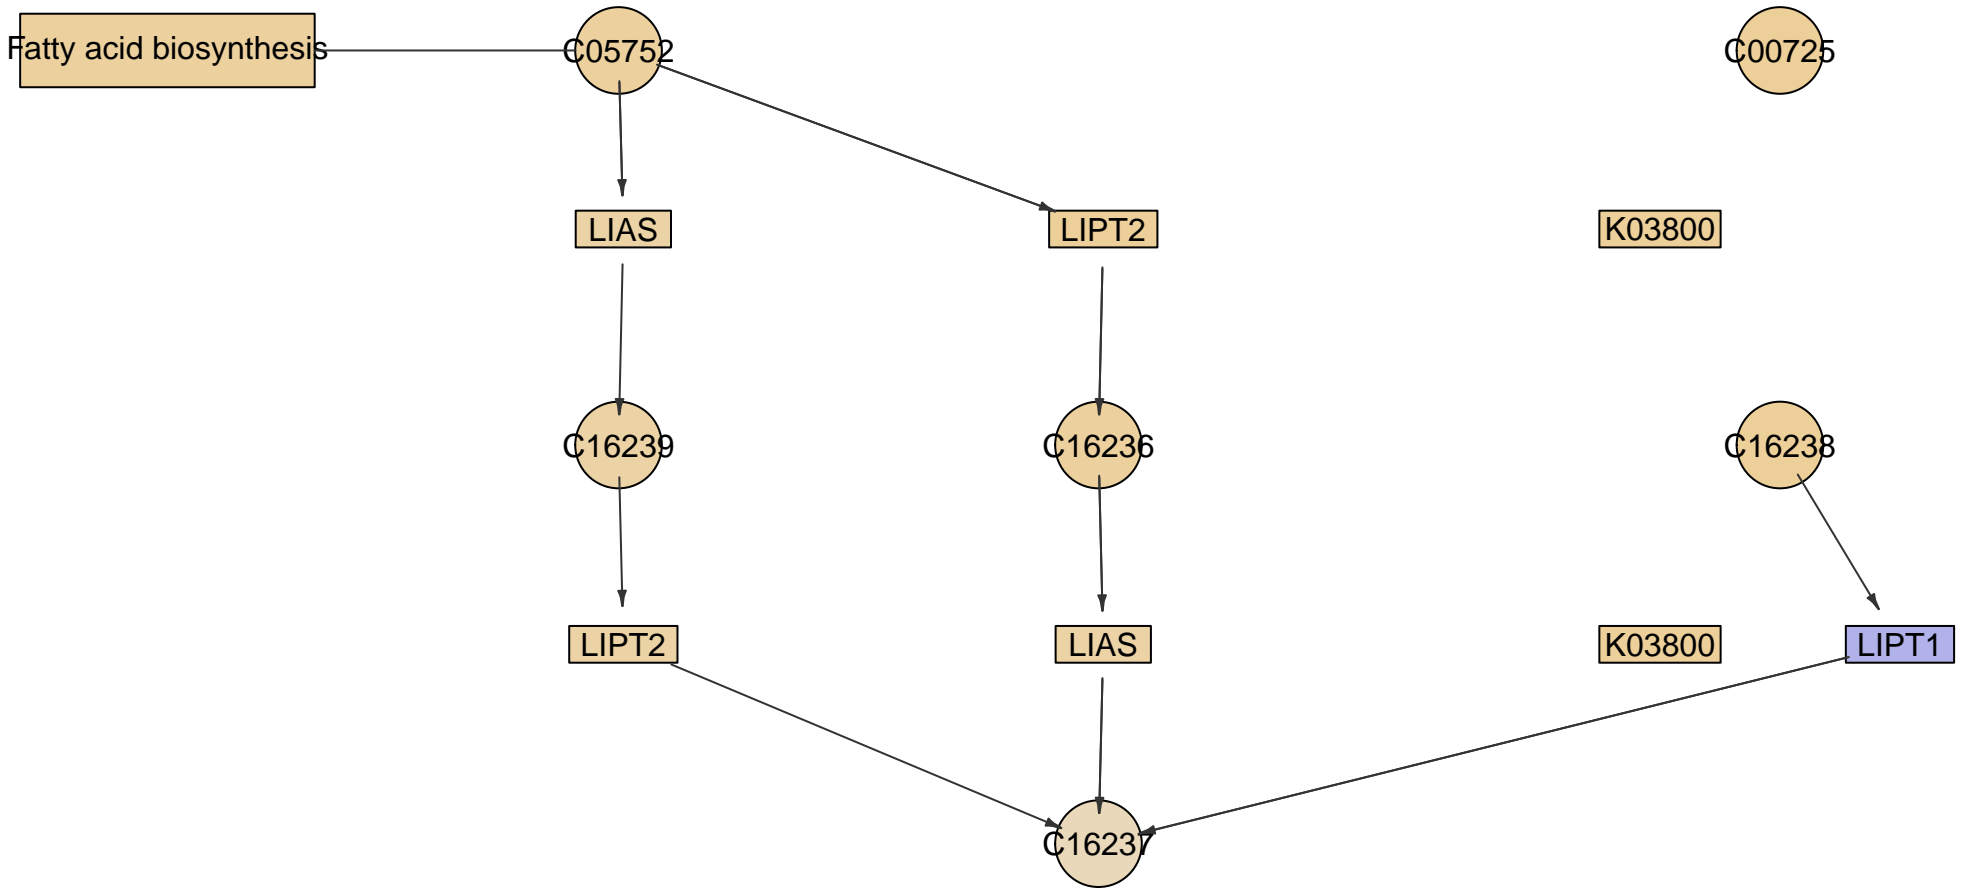 Fatty acid biosynthesis
C05752
C00725
LIAS
LIPT2
K03800
C16239
C16236
C16238
LIPT2
LIAS
K03800
LIPT1
C16237